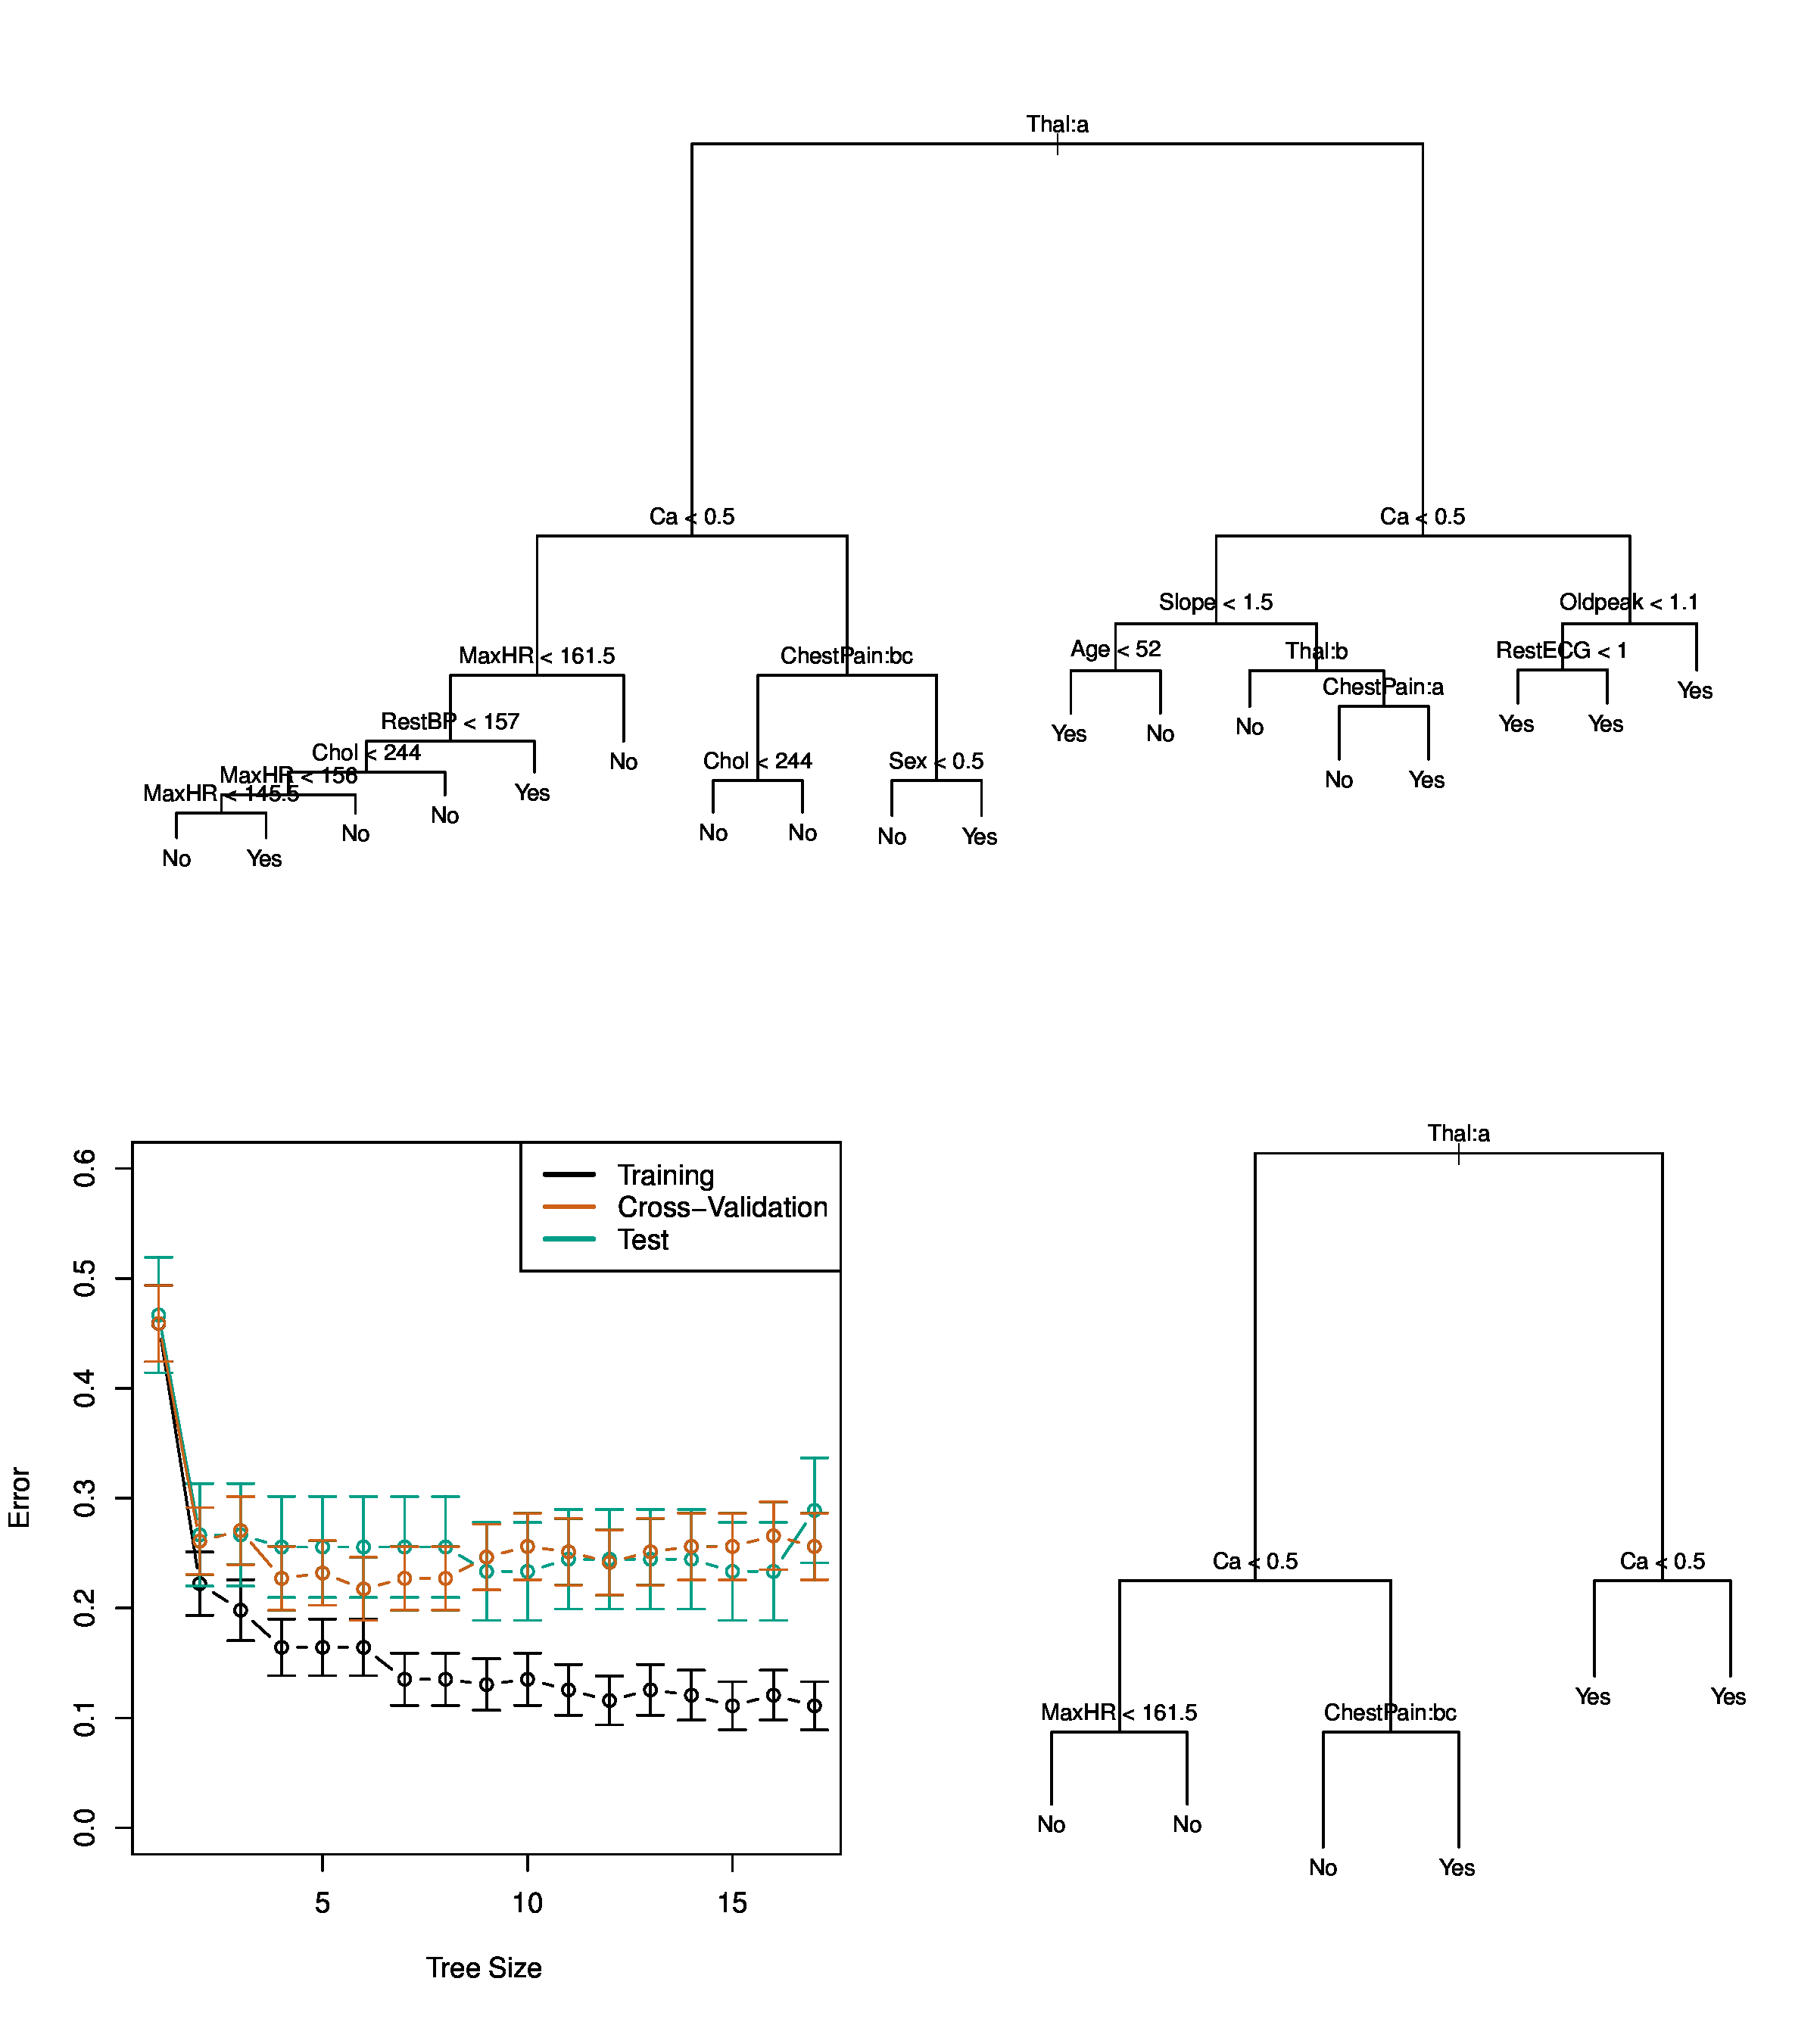 Thal:a
Ca < 0.5
Ca < 0.5
Slope < 1.5
Oldpeak < 1.1
MaxHR < 161.5
ChestPain:bc
Age < 52
Thal:b
RestECG < 1
ChestPain:a
Yes
RestBP < 157
Yes
No
No
Yes
Yes
Chol < 244
No
Chol < 244
Sex < 0.5
No
Yes
MaxHR < 156
MaxHR < 145.5
Yes
No
No
No
No
No
Yes
No
Yes
0.6
0.5
0.4
0.3
0.2
0.1
0.0
Error
Training
Cross−Validation
Test
5
10
15
Tree Size
Thal:a
Ca < 0.5
Ca < 0.5
MaxHR < 161.5
ChestPain:bc
Yes
Yes
No
No
No
Yes